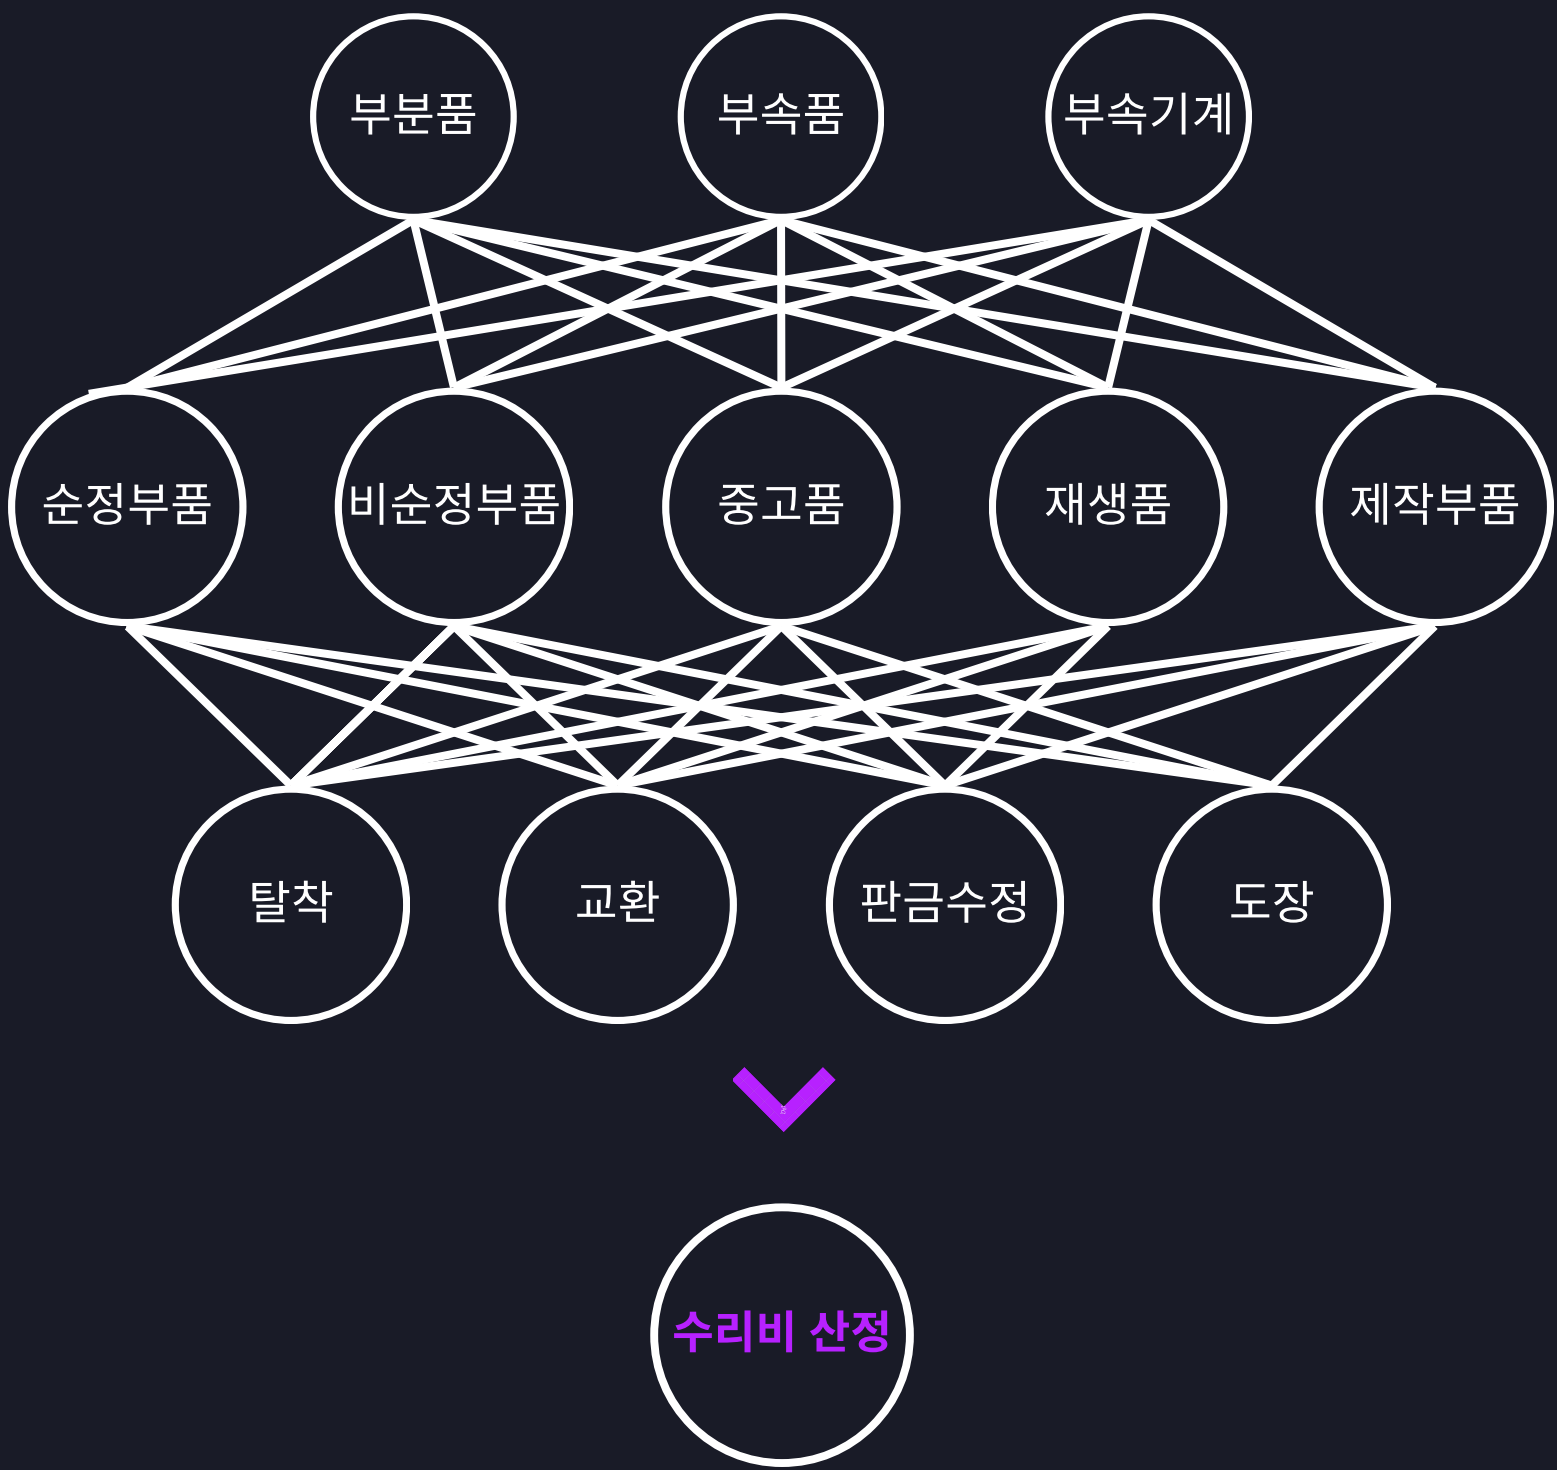 부분품
부속품
부속기계
순정부품
비순정부품
중고품
재생품
제작부품
탈착
교환
판금수정
도장
수리비 산정